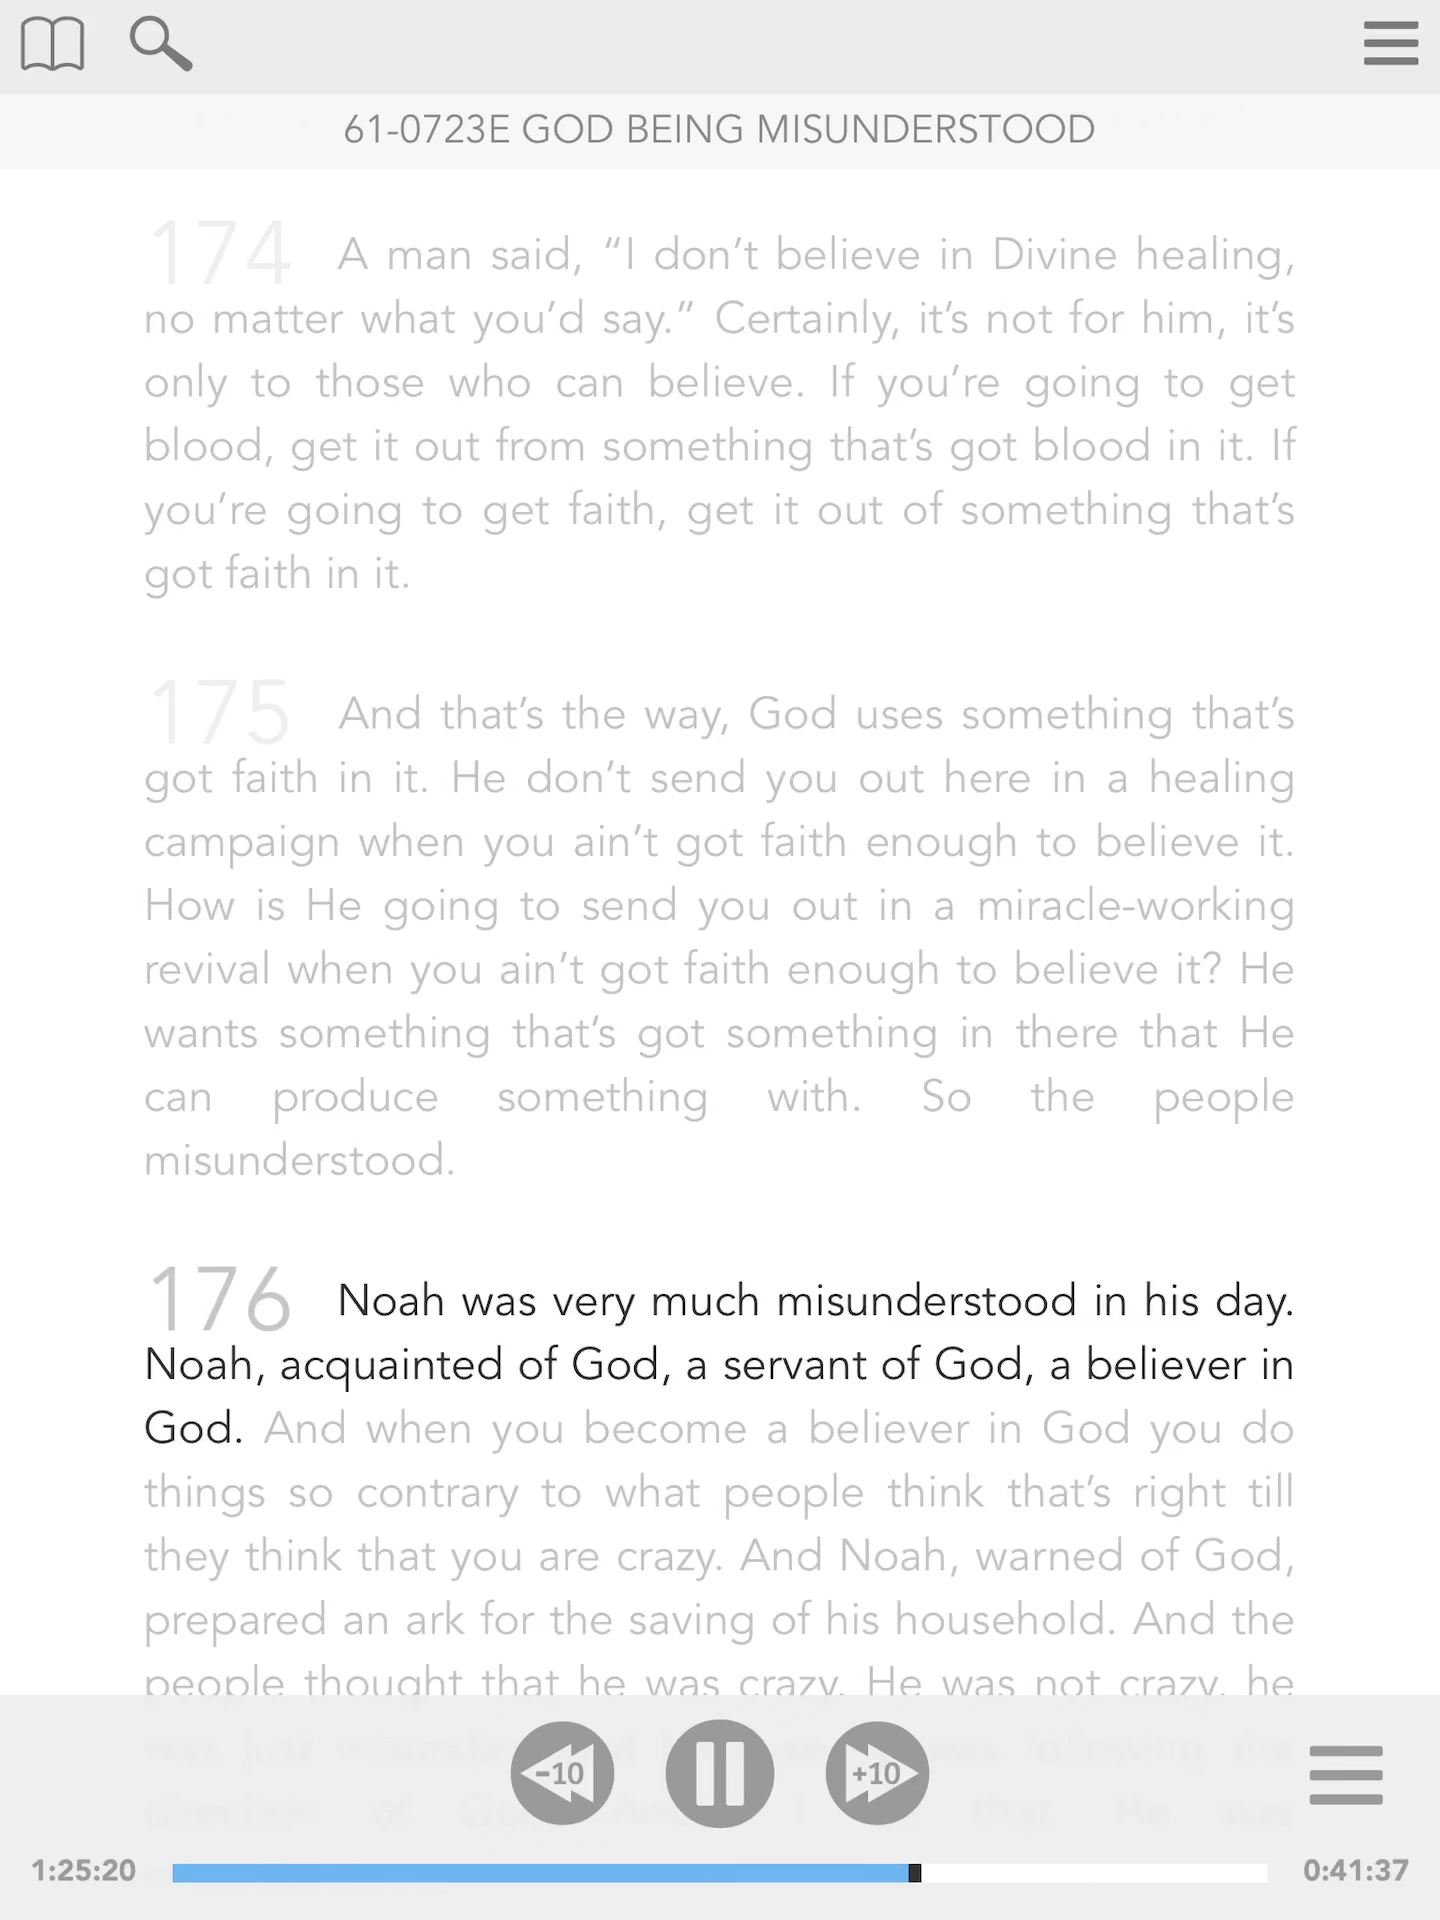 61-0723E GOD BEING MISUNDERSTOOD
174 A man said, “I don’t believe in Divine healing,
no matter what you’d say.” Certainly, it’s not for him, it’s
only to those who can believe. If you’re going to get
blood, get it out from something that’s got blood in it. If
you’re going to get faith, get it out of something that’s
got faith in it.
175 And that’s the way, God uses something that’s
got faith in it. He don’t send you out here in a healing
campaign when you ain’t got faith enough to believe it.
How is He going to send you out in a miracle-working
revival when you ain’t got faith enough to believe it? He
wants something that’s got something in there that He
can produce something with. So the people
misunderstood.
176 Noah was very much misunderstood in his day.
Noah, acquainted of God, a servant of God, a believer in
God. And when you become a believer in God you do
things so contrary to what people think that’s right till
they think that you are crazy. And Noah, warned of God,
prepared an ark for the saving of his household. And the
people thought that he was crazy. He was not crazy, he
was just following the
direction of that. He was
-10 +10
1:25:20 0:41:37